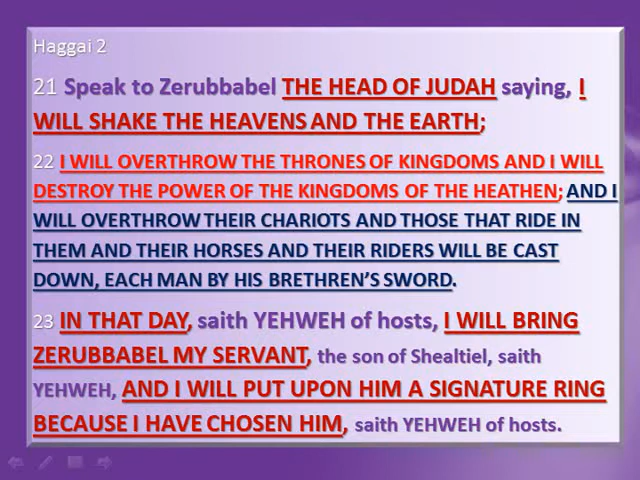 Haggai 2
21 Speak to Zerubbabel THE HEAD OF JUDAH saying, I
WILL SHAKE THE HEAVENS AND THE EARTH;
22 I WILL OVERTHROW THE THRONES OF KINGDOMS AND I WILL
DESTROY THE POWER OF THE KINGDOMS OF THE HEATHEN; AND I
WILL OVERTHROW THEIR CHARIOTS AND THOSE THAT RIDE IN
THEM AND THEIR HORSES AND THEIR RIDERS WILL BE CAST
DOWN, EACH MAN BY HIS BRETHREN'S SWORD.
23 IN THAT DAY, saith YEHWEH of hosts, I WILL BRING
ZERUBBABEL MY SERVANT, the son of Shealtiel, saith
YEHWEH, AND I WILL PUT UPON HIM A SIGNATURE RING
BECAUSE I HAVE CHOSEN HIM, saith YEHWEH of hosts.